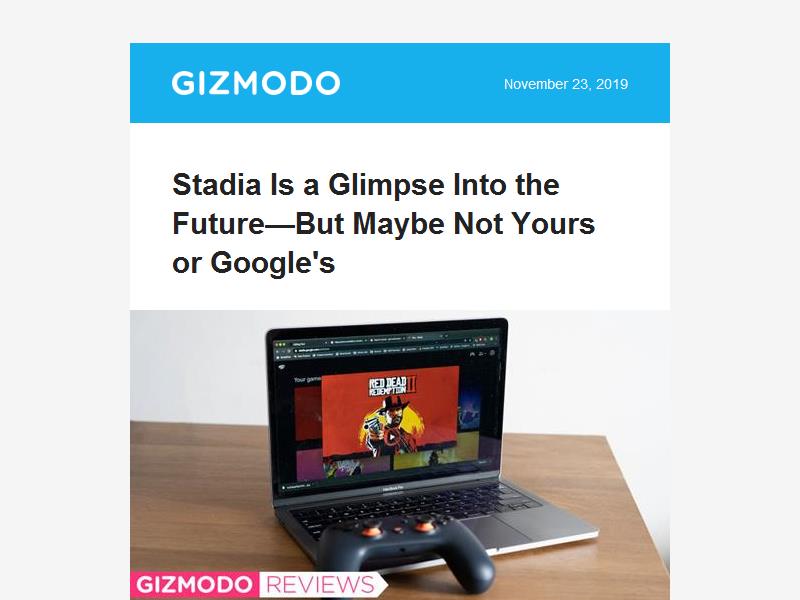 GIZMODO
November 23, 2019
Stadia Is a Glimpse Into the
Future—But Maybe Not Yours
or Google's
Your game
RED DEAD
REDEMPTION II
MacBook Pro
GIZMODO REVIEWS